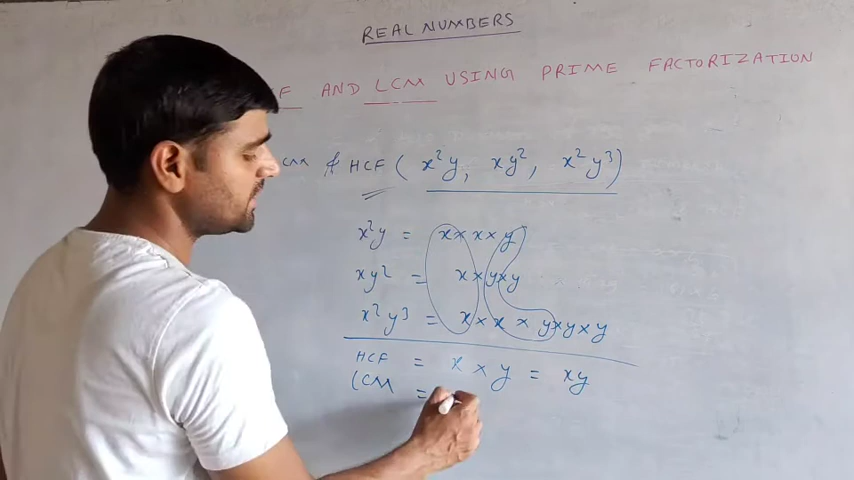 REAL NUMBERS
AND LCM USING PRIME FACTORIZATION
& HCF ( x²y, xy², x²y³)
x²y = x × x × y
xy² = x × y × y
x²y³ = x × x × y × y × y
HCF = x × y = xy
LCM =